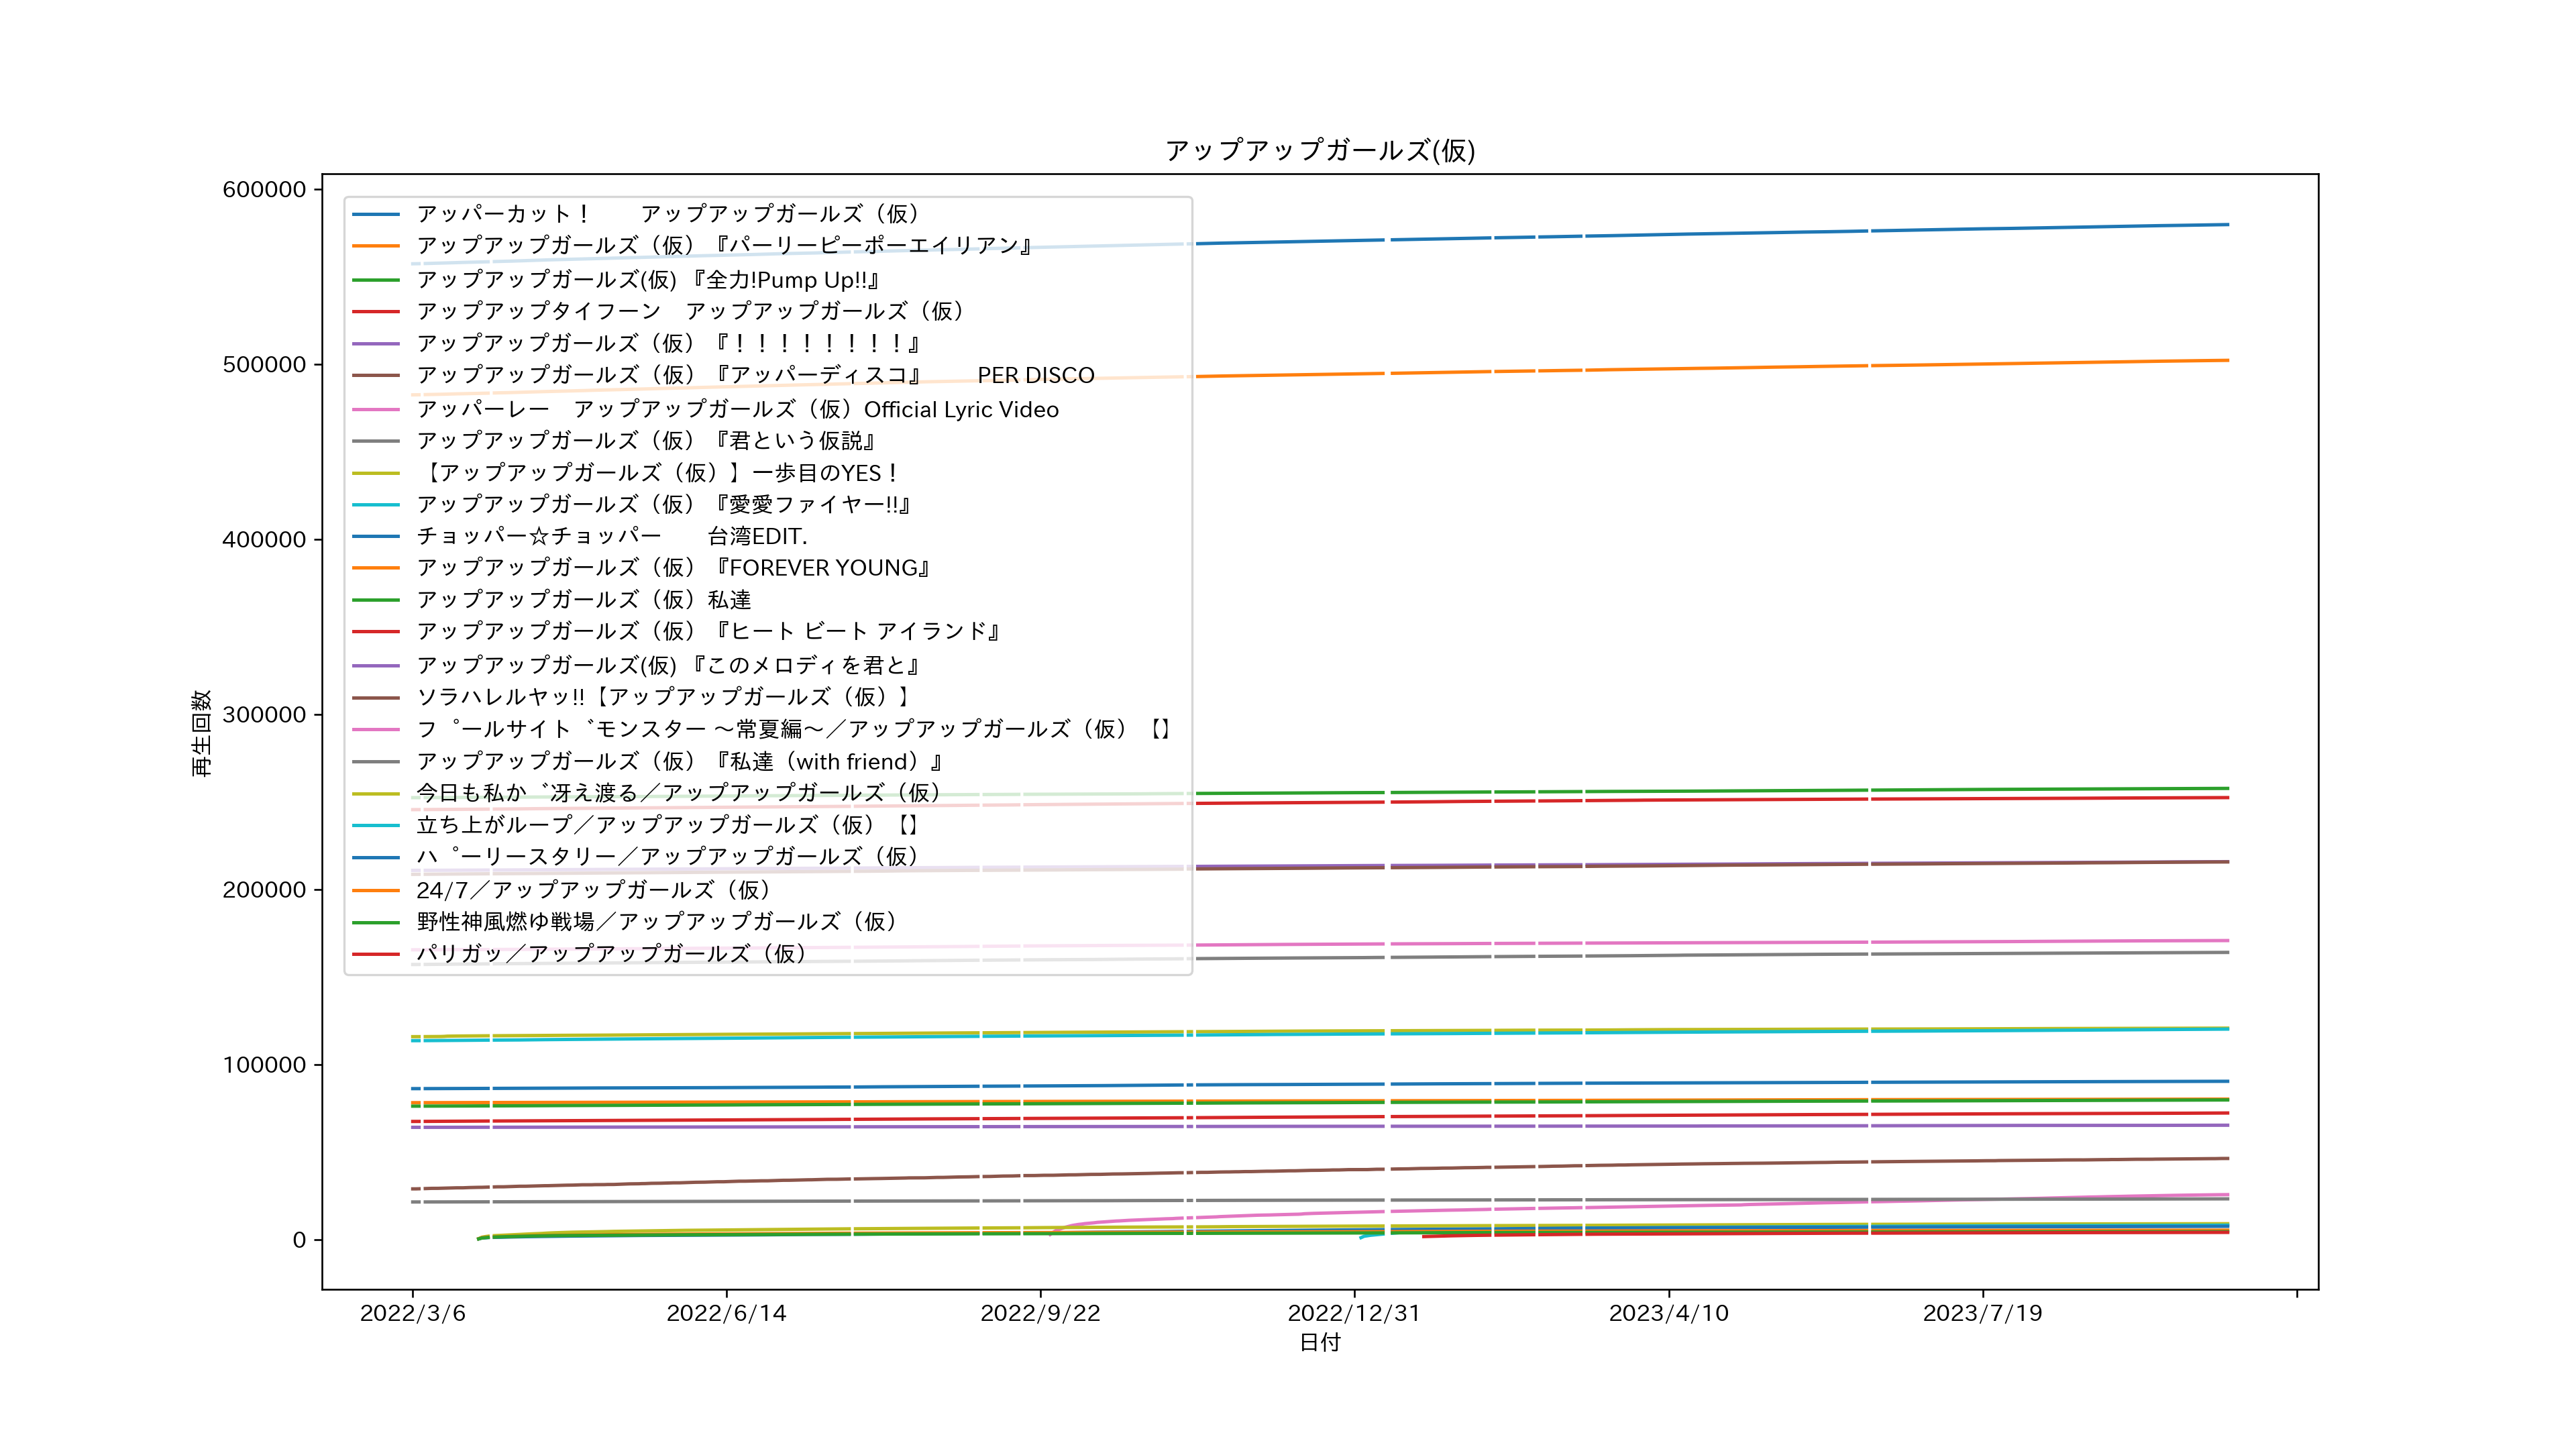 アップアップガールズ(仮)
600000
500000
400000
300000
200000
100000
0
再生回数
アッパーカット！　　アップアップガールズ（仮）
アップアップガールズ（仮）『パーリーピーポーエイリアン』
アップアップガールズ(仮) 『全力!Pump Up!!』
アップアップタイフーン　アップアップガールズ（仮）
アップアップガールズ（仮）『！！！！！！！！』
アップアップガールズ（仮）『アッパーディスコ』　　PER DISCO
アッパーレー　アップアップガールズ（仮）Official Lyric Video
アップアップガールズ（仮）『君という仮説』
【アップアップガールズ（仮）】一歩目のYES！
アップアップガールズ（仮）『愛愛ファイヤー!!』
チョッパー☆チョッパー　　台湾EDIT.
アップアップガールズ（仮）『FOREVER YOUNG』
アップアップガールズ（仮）私達
アップアップガールズ（仮）『ヒート ビート アイランド』
アップアップガールズ(仮) 『このメロディを君と』
ソラハレルヤッ!!【アップアップガールズ（仮）】
フ゜ールサイト゛モンスター 〜常夏編〜／アップアップガールズ（仮）【】
アップアップガールズ（仮）『私達（with friend）』
今日も私か゛冴え渡る／アップアップガールズ（仮）
立ち上がループ／アップアップガールズ（仮）【】
ハ゜ーリースタリー／アップアップガールズ（仮）
24/7／アップアップガールズ（仮）
野性神風燃ゆ戦場／アップアップガールズ（仮）
パリガッ／アップアップガールズ（仮）
2022/3/6
2022/6/14
2022/9/22
2022/12/31
2023/4/10
2023/7/19
日付